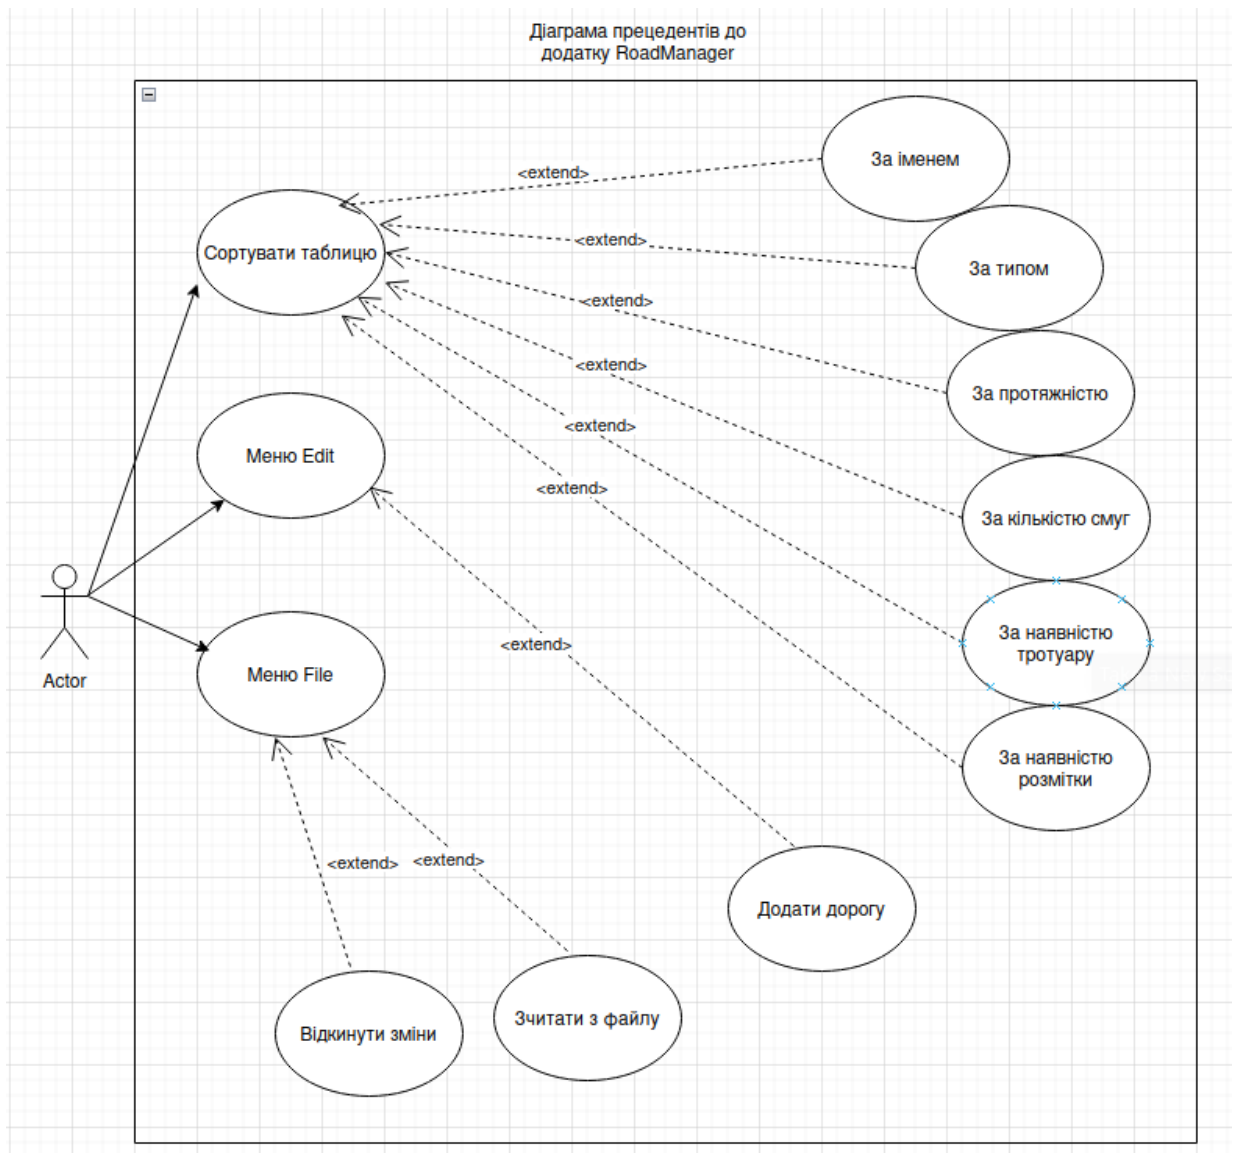 Діаграма прецедентів до
додатку RoadManager
За іменем
<extend>
Сортувати таблицю
<extend>
За типом
<extend>
<extend>
За протяжністю
<extend>
Меню Edit
<extend>
За кількістю смуг
За наявністю
тротуару
<extend>
Меню File
Actor
За наявністю
розмітки
<extend>
<extend>
Додати дорогу
Зчитати з файлу
Відкинути зміни